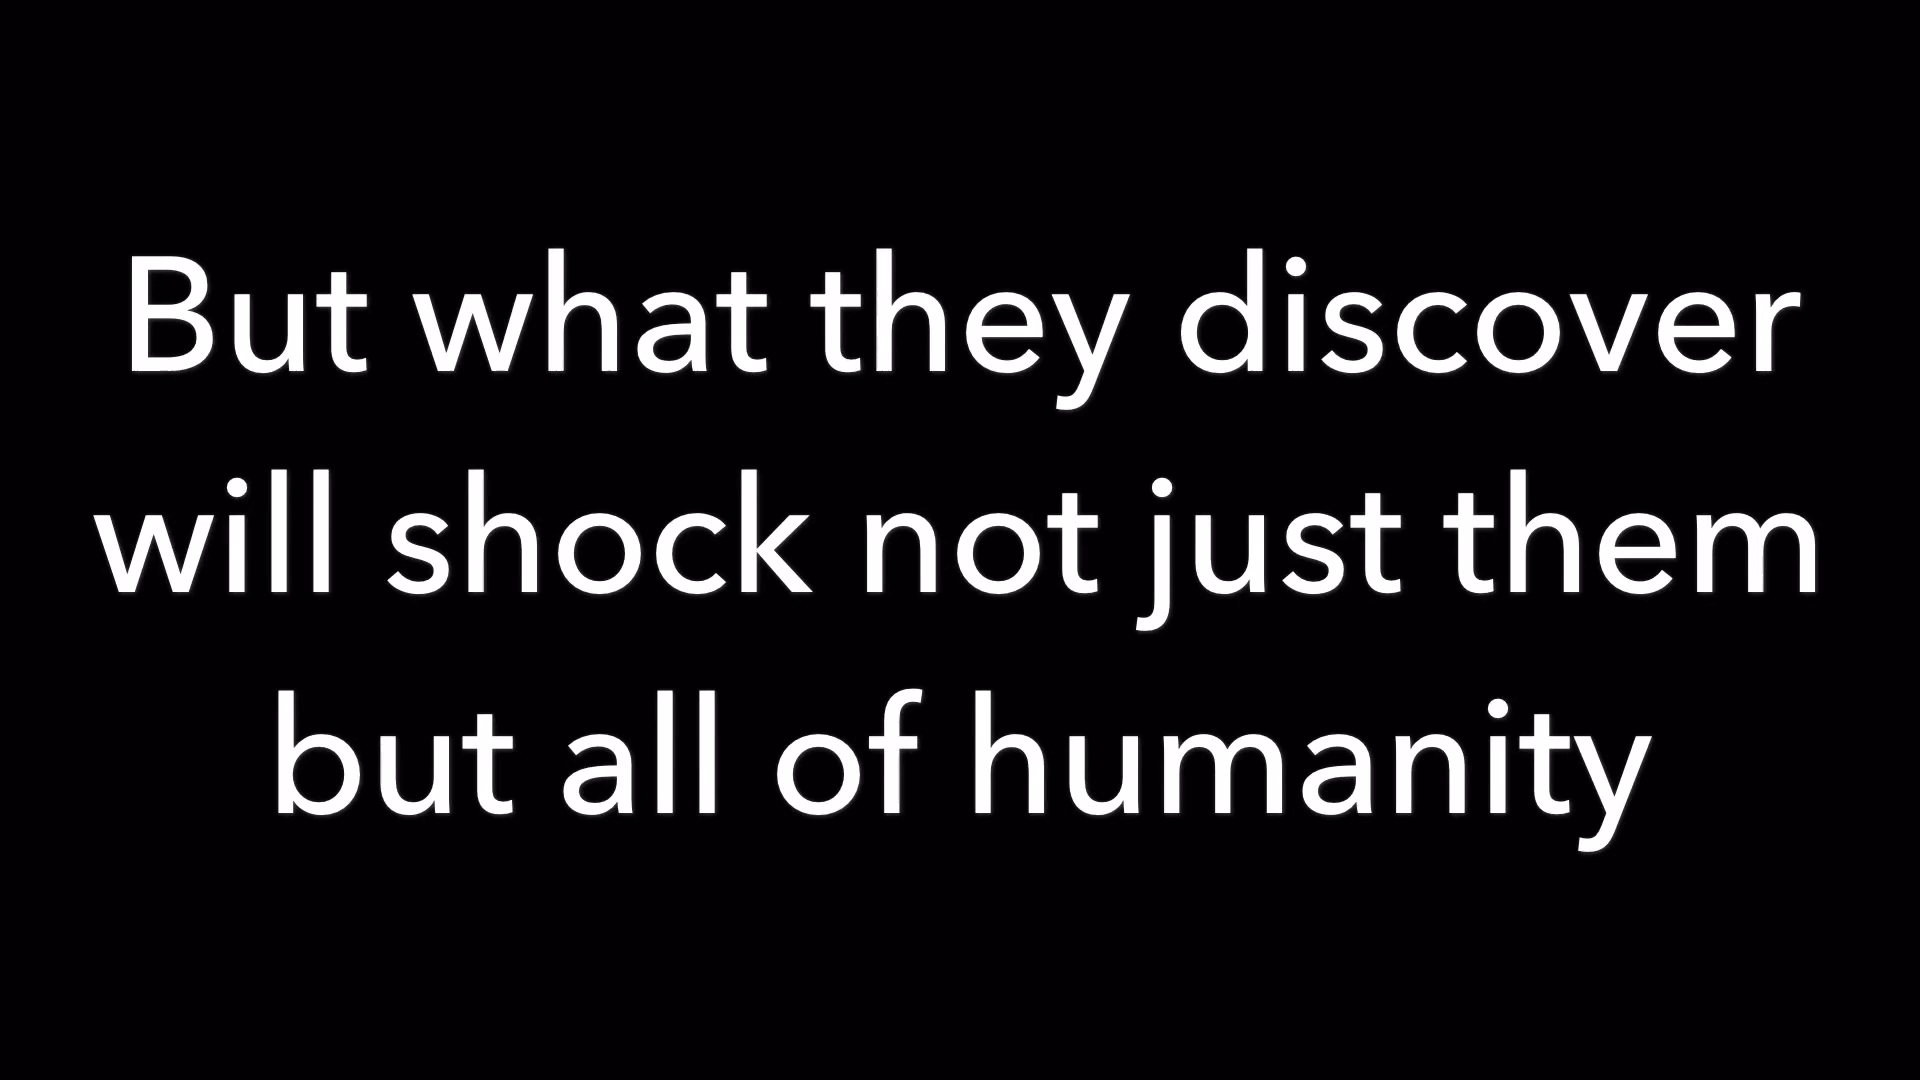 But what they discover
will shock not just them
but all of humanity